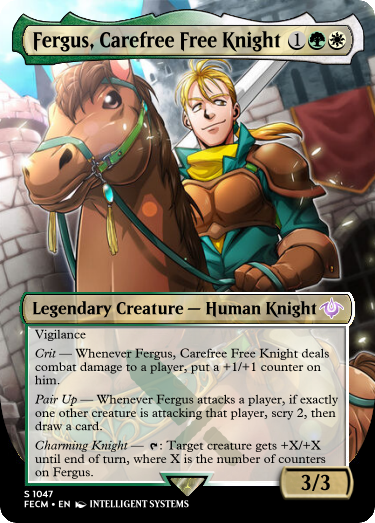 Fergus, Carefree Free Knight 1
Legendary Creature — Human Knight
Vigilance
Crit — Whenever Fergus, Carefree Free Knight deals
combat damage to a player, put a +1/+1 counter on
him.
Pair Up — Whenever Fergus attacks a player, if exactly
one other creature is attacking that player, scry 2, then
draw a card.
Charming Knight — : Target creature gets +X/+X
until end of turn, where X is the number of counters
on Fergus.
3/3
S 1047
FECM • EN INTELLIGENT SYSTEMS